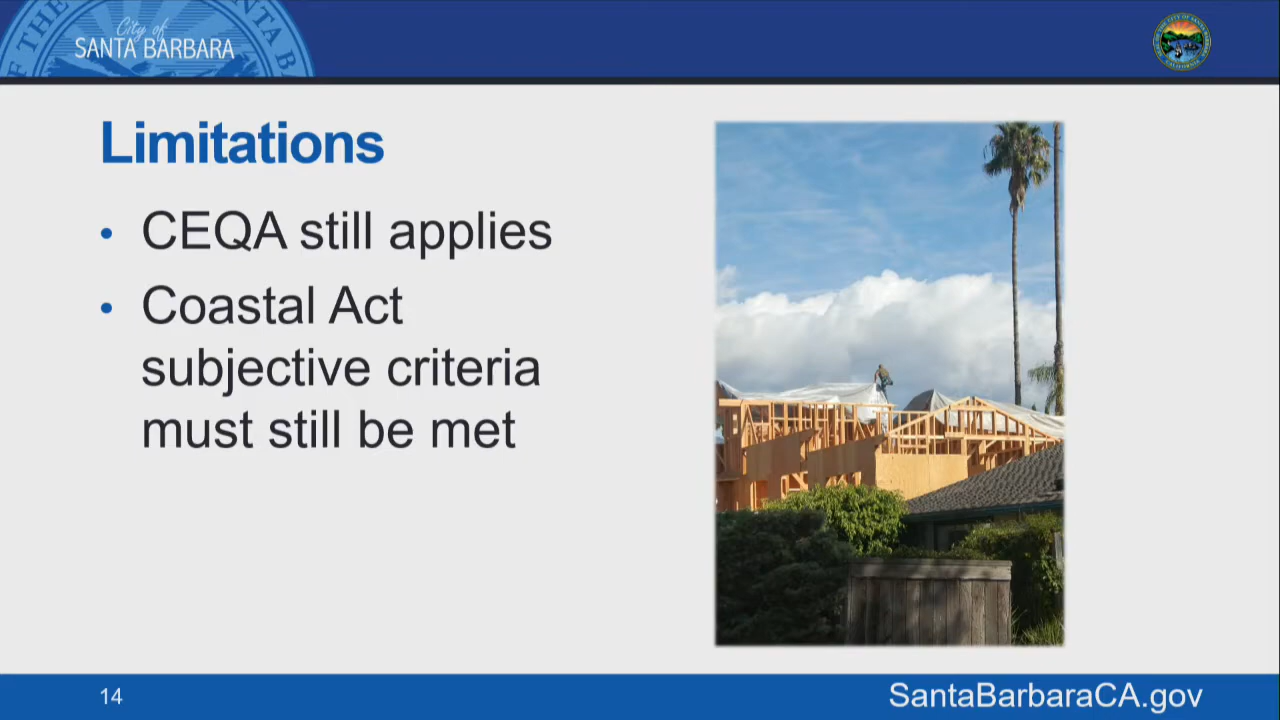 City of
SANTA BARBARA
Limitations
• CEQA still applies
• Coastal Act
subjective criteria
must still be met
14
SantaBarbaraCA.gov